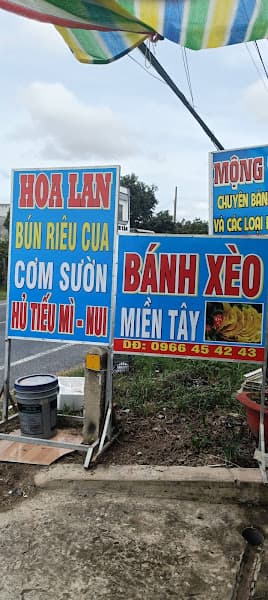 HOA LAN
BÚN RIÊU CUA
CƠM SƯỜN
HỦ TIẾU MÌ - NUI
BÁNH XÈO
MIỀN TÂY
DĐ: 0966 45 42 43
MỘNG
CHUYÊN BÁN
VÀ CÁC LOẠI